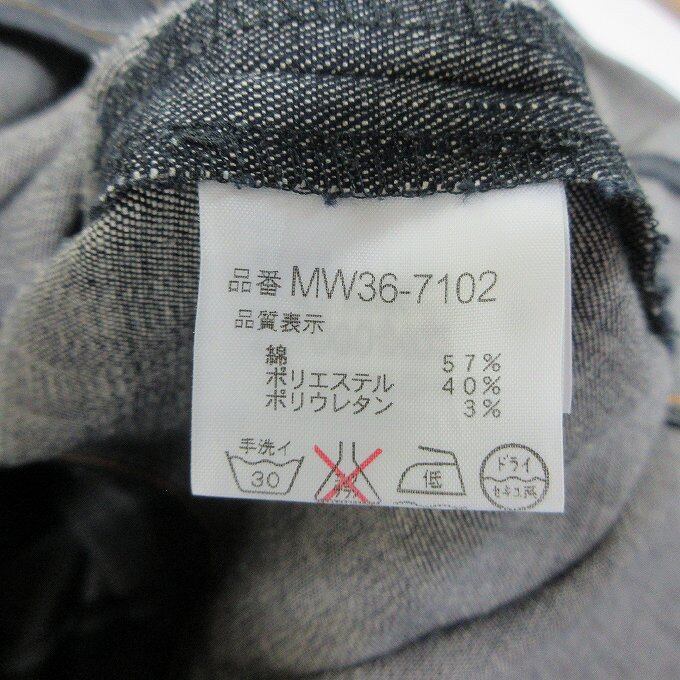 品番 MW36-7102
品質表示
綿 57%
ポリエステル 40%
ポリウレタン 3%
手洗イ
30
低
ドライ
セキユ系